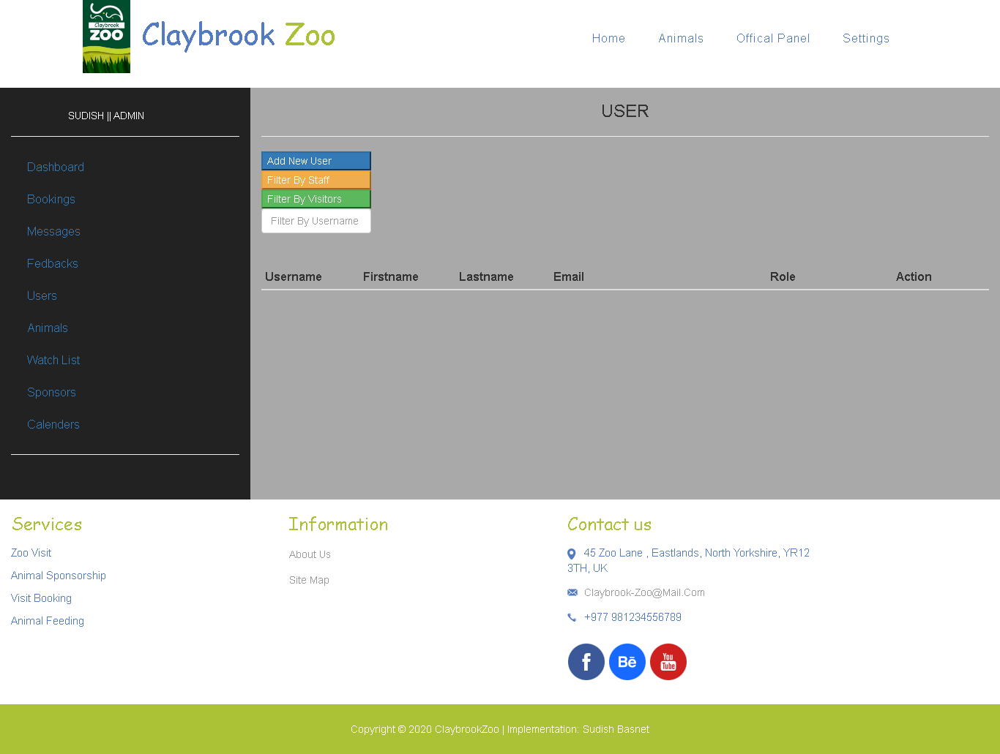 Claybrook
ZOO
Claybrook Zoo
Home Animals Offical Panel Settings
SUDISH || ADMIN
Dashboard
Bookings
Messages
Fedbacks
Users
Animals
Watch List
Sponsors
Calenders
USER
Add New User
Filter By Staff
Filter By Visitors
Filter By Username
Username Firstname Lastname Email Role Action
Services
Zoo Visit
Animal Sponsorship
Visit Booking
Animal Feeding
Information
About Us
Site Map
Contact us
45 Zoo Lane , Eastlands, North Yorkshire, YR12
3TH, UK
Claybrook-Zoo@Mail.Com
+977 981234556789
f
Bē
You
Tube
Copyright © 2020 ClaybrookZoo | Implementation: Sudish Basnet